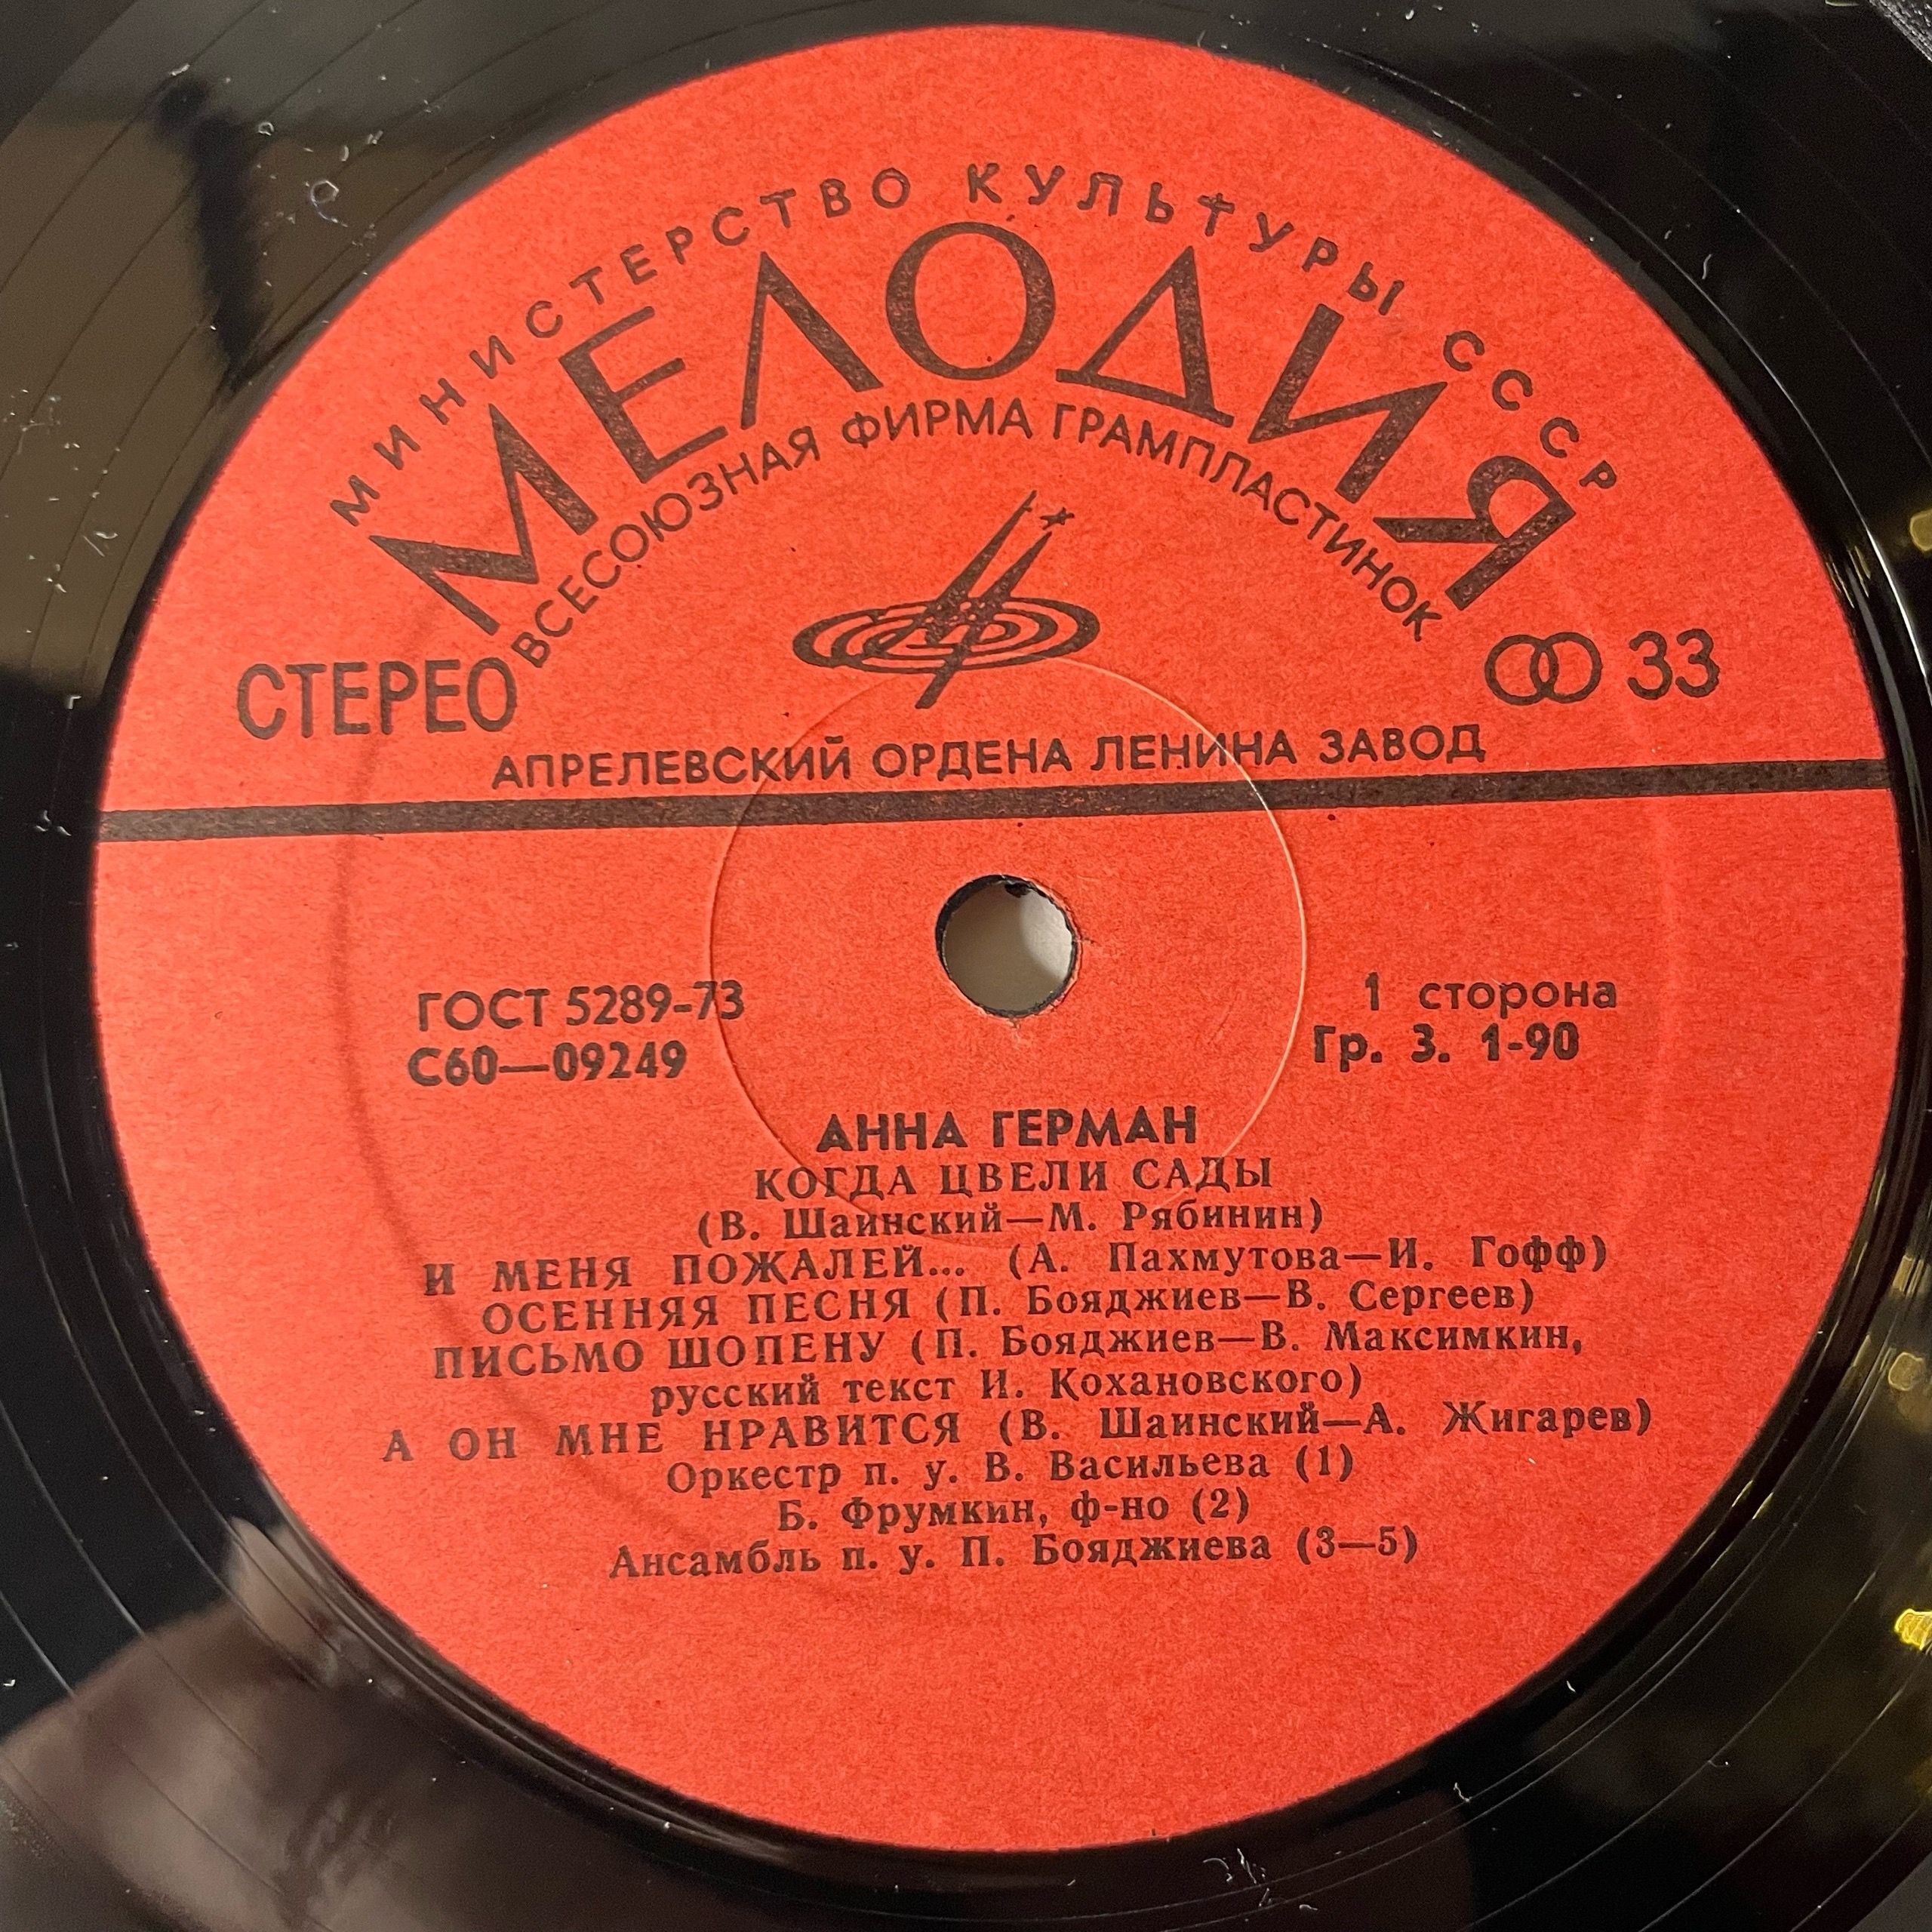 МИНИСТЕРСТВО КУЛЬТУРЫ СССР
МЕЛОДИЯ
ВСЕСОЮЗНАЯ ФИРМА ГРАМПЛАСТИНОК
СТЕРЕО
33
АПРЕЛЕВСКИЙ ОРДЕНА ЛЕНИНА ЗАВОД
ГОСТ 5289-73
С60—09249
1 сторона
Гр. 3. 1-90
АННА ГЕРМАН
КОГДА ЦВЕЛИ САДЫ
(В. Шаинский—М. Рябинин)
И МЕНЯ ПОЖАЛЕЙ... (А. Пахмутова—И. Гофф)
ОСЕННЯЯ ПЕСНЯ (П. Бояджиев—В. Сергеев)
ПИСЬМО ШОПЕНУ (П. Бояджиев—В. Максимкин,
русский текст И. Кохановского)
А ОН МНЕ НРАВИТСЯ (В. Шаинский—А. Жигарев)
Оркестр п. у. В. Васильева (1)
Б. Фрумкин, ф-но (2)
Ансамбль п. у. П. Бояджиева (3—5)